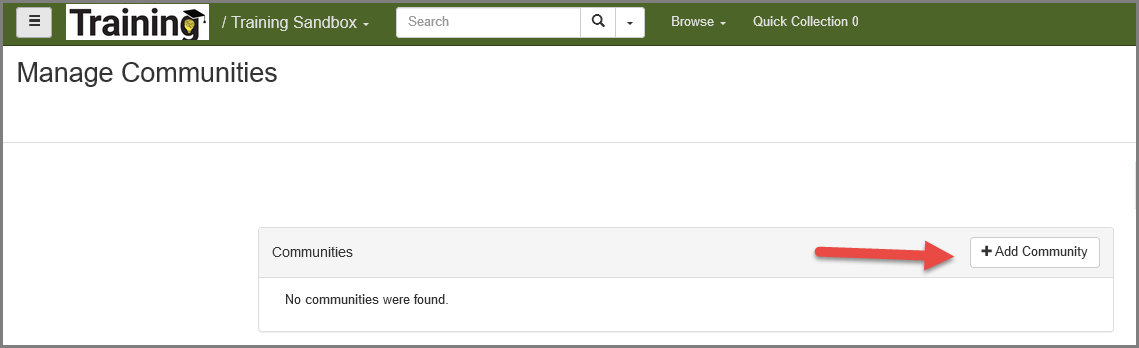 Training / Training Sandbox Search Browse Quick Collection 0
Manage Communities
Communities + Add Community
No communities were found.